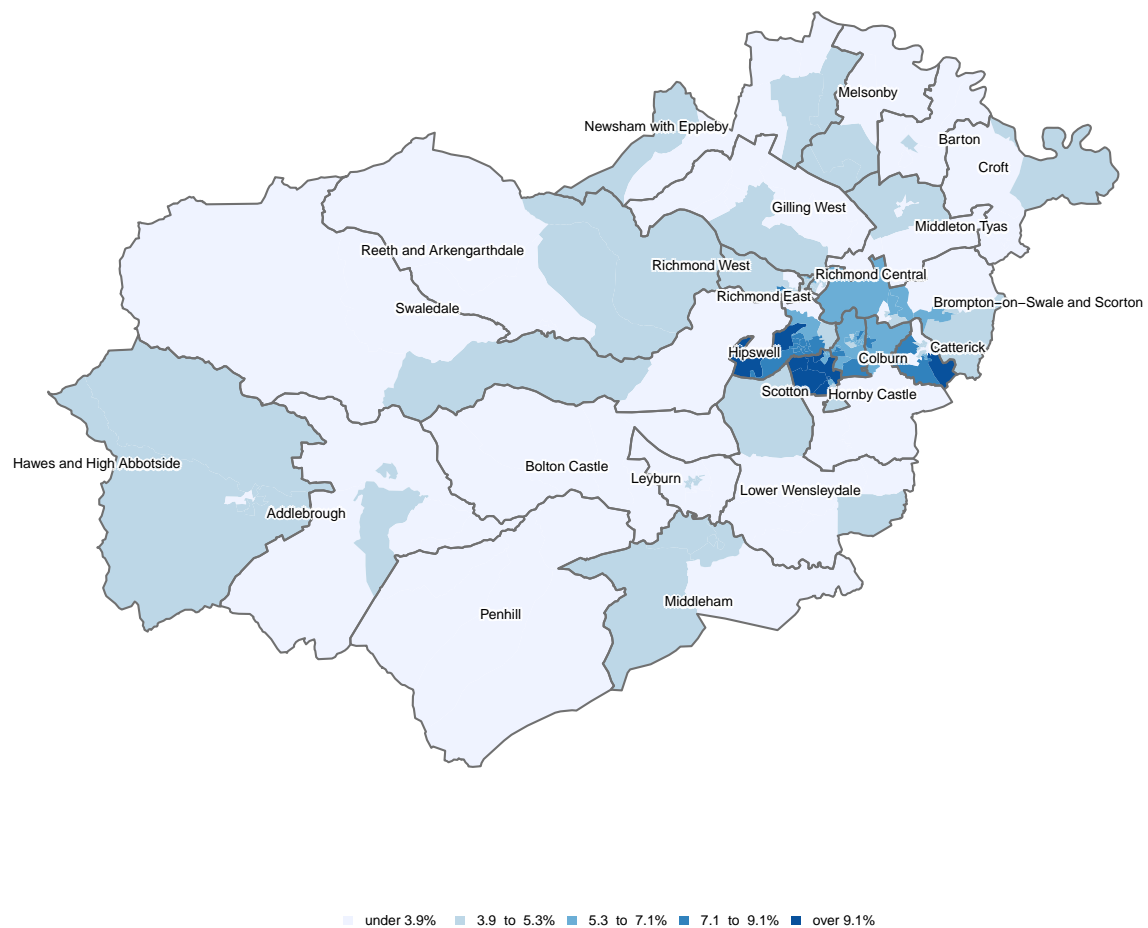 Melsonby
Newsham with Eppleby
Barton
Croft
Gilling West
Middleton Tyas
Reeth and Arkengarthdale
Richmond West
Richmond Central
Richmond East
Brompton−on−Swale and Scorton
Swaledale
Catterick
Hipswell
Colburn
Scotton
Hornby Castle
Hawes and High Abbotside
Bolton Castle
Leyburn
Lower Wensleydale
Addlebrough
Middleham
Penhill
under 3.9%
3.9 to 5.3%
5.3 to 7.1%
7.1 to 9.1%
over 9.1%